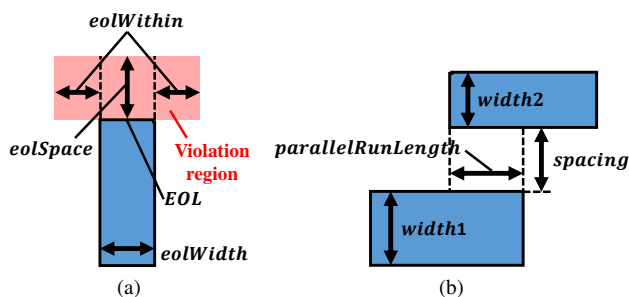 eolWithin
eolSpace
Violation
region
EOL
eolWidth
(a)
width2
parallelRunLength
spacing
width1
(b)